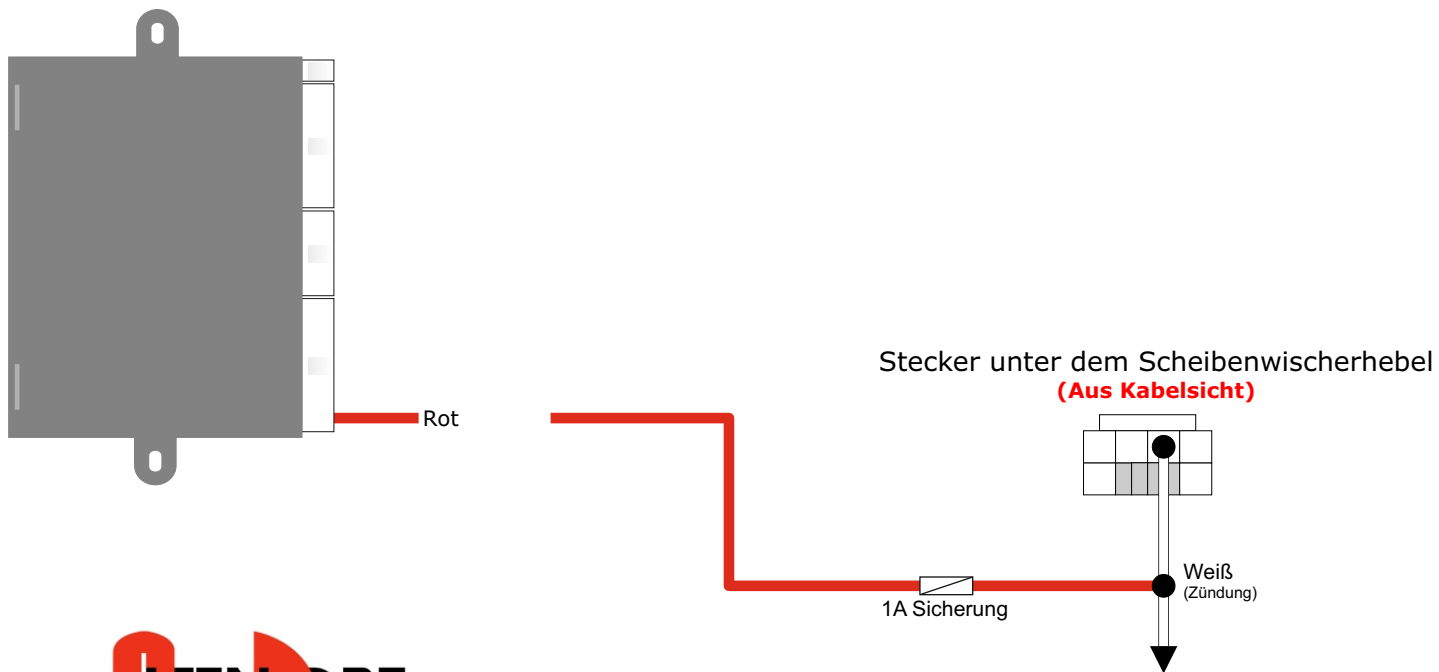 Stecker unter dem Scheibenwischerhebel
(Aus Kabelsicht)
Rot
Weiß
(Zündung)
1A Sicherung